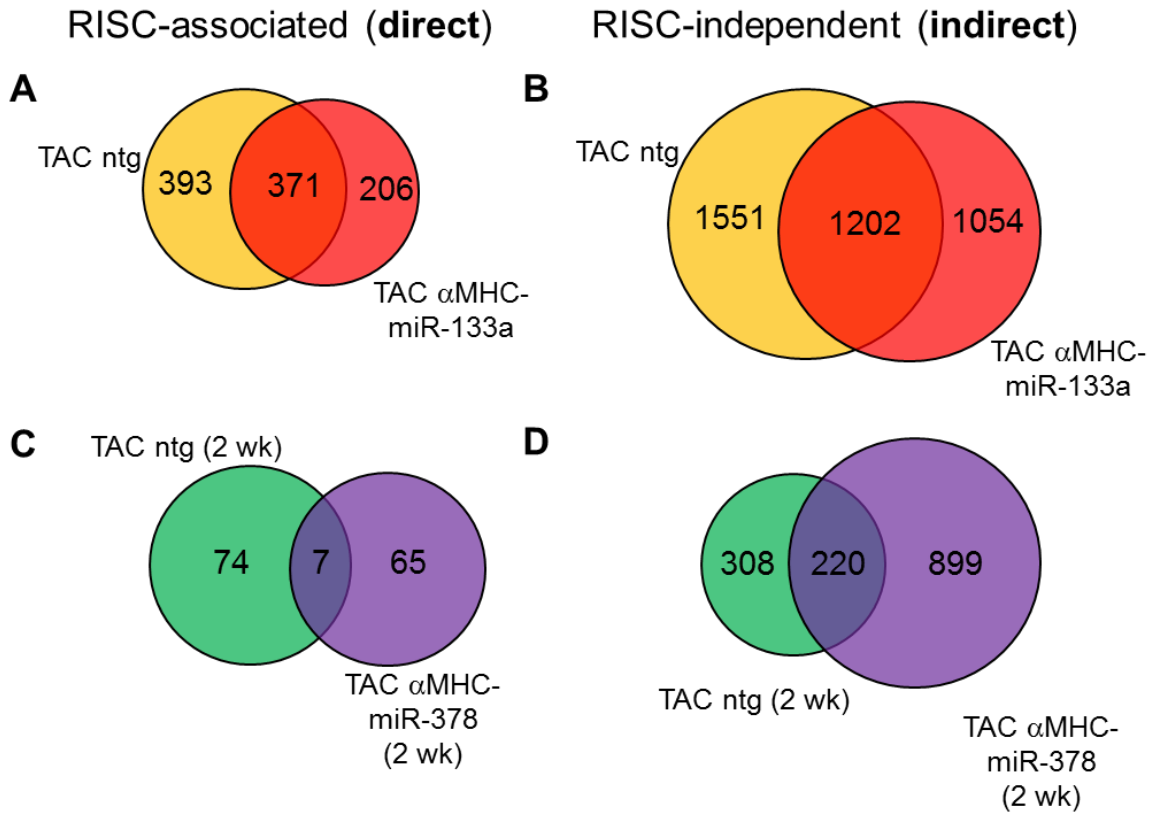 RISC-associated (direct)
RISC-independent (indirect)
A
TAC ntg
393
371
206
TAC αMHC-
miR-133a
B
TAC ntg
1551
1202
1054
TAC αMHC-
miR-133a
C
TAC ntg (2 wk)
74
7
65
TAC αMHC-
miR-378
(2 wk)
D
308
220
899
TAC ntg (2 wk)
TAC αMHC-
miR-378
(2 wk)